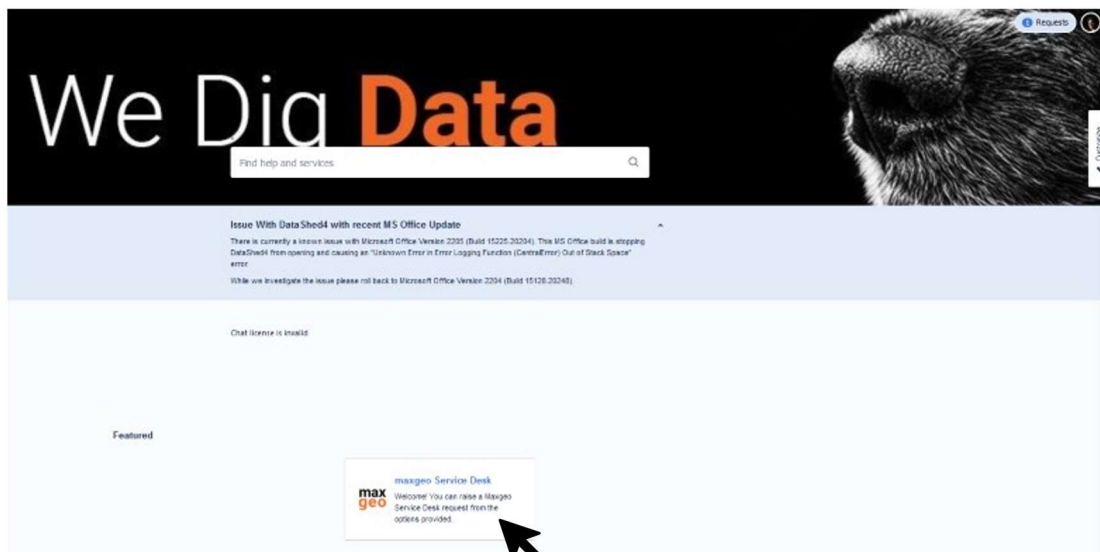 Requests
We Dig Data
Find help and services
Customize
Issue With DataShed4 with recent MS Office Update
There is currently a known issue with Microsoft Office Version 2205 (Build 15225.20204). This MS Office build is stopping
DataShed4 from opening and causing an "Unknown Error in Error Logging Function (CentralError) Out of Stack Space"
error
While we investigate the issue please roll back to Microsoft Office Version 2204 (Build 15128.20248)
Chat license is invalid
Featured
max
geo
maxgeo Service Desk
Welcome! You can raise a Maxgeo
Service Desk request from the
options provided.